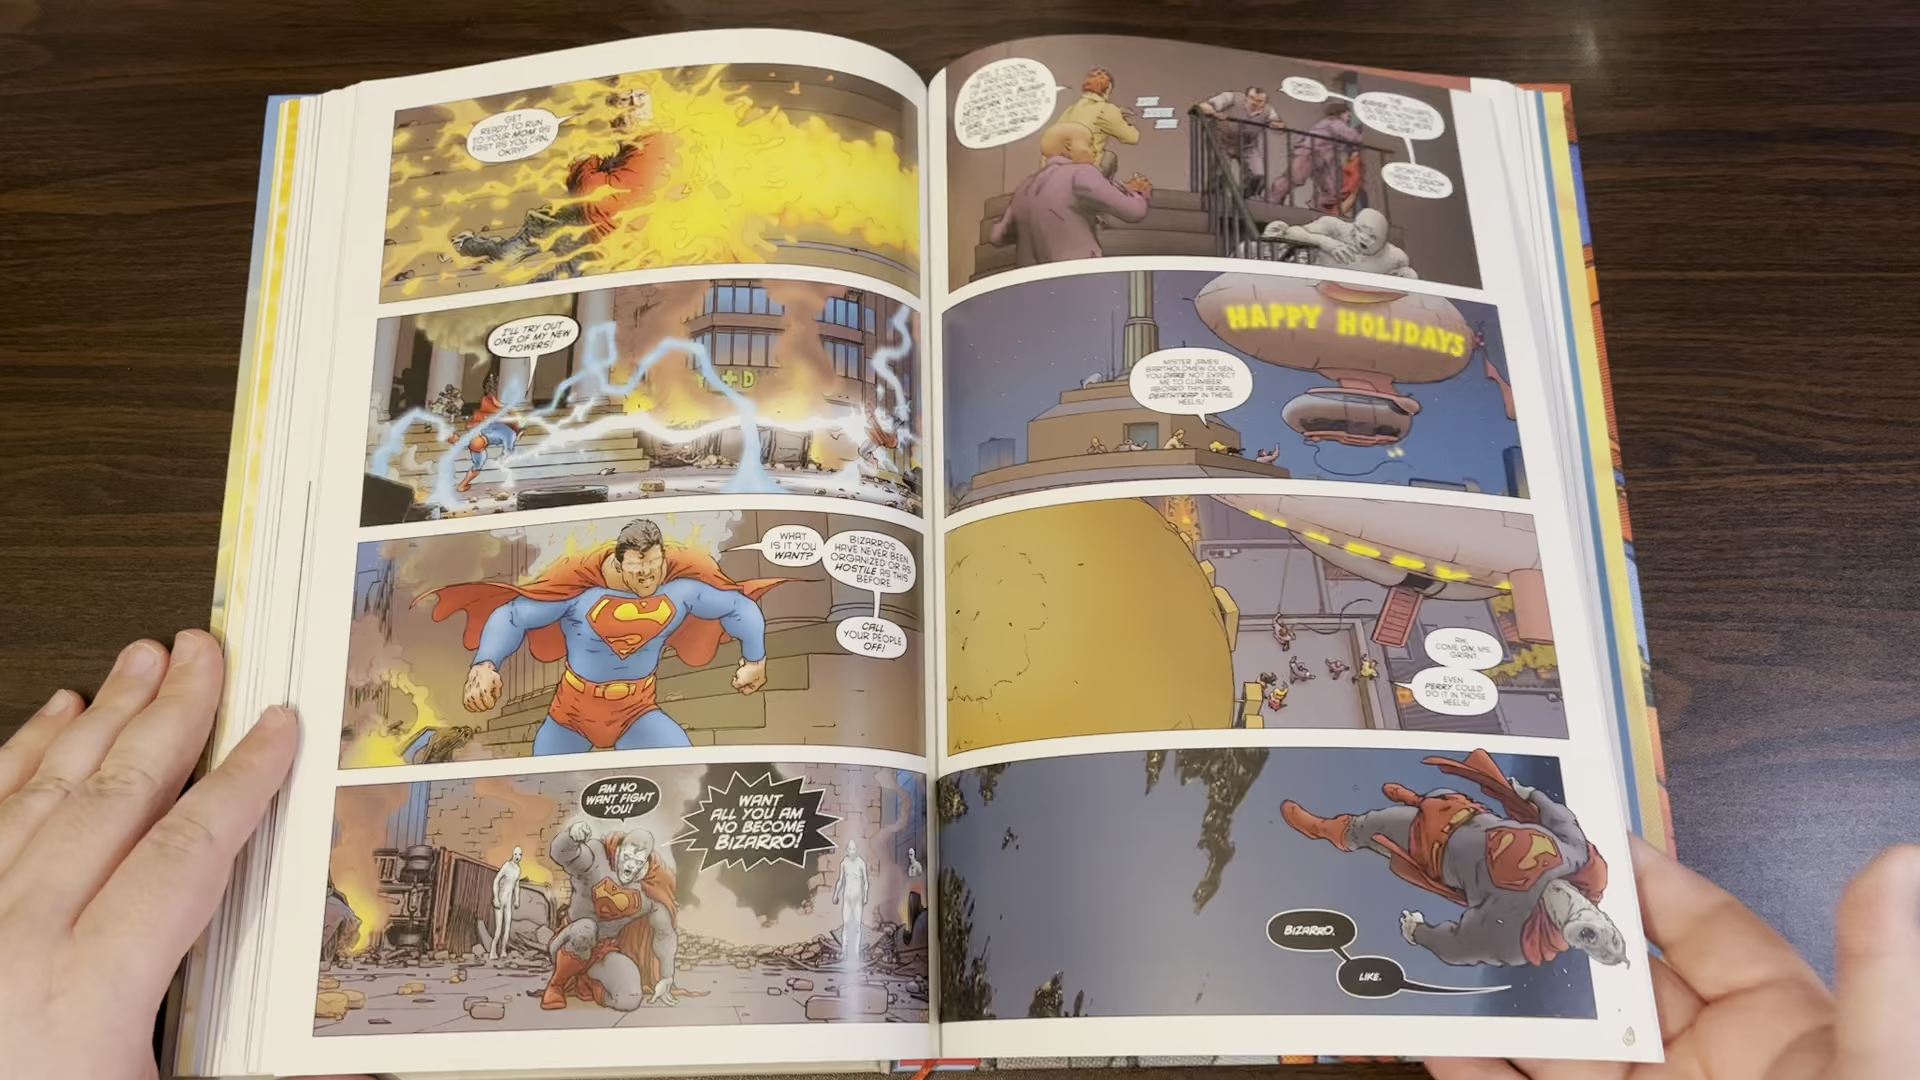 GET
READY TO RUN
TO YOUR MOM AS
FAST AS YOU CAN,
OKAY?
I'LL TRY OUT
ONE OF MY NEW
POWERS!
WHAT
IS IT YOU
WANT?
BIZARROS
HAVE NEVER BEEN
ORGANIZED OR AS
HOSTILE AS THIS
BEFORE.
CALL
YOUR PEOPLE
OFF!
AM NO
WANT FIGHT
YOU!
WANT
ALL YOU AM
NO BECOME
BIZARRO!
HAPPY HOLIDAYS
MISTER JAMES
BARTHOLOMEW OLSEN,
YOU DARE NOT EXPECT
ME TO CLAMBER
ABOARD THIS AERIAL
DEATHTRAP IN THESE
HEELS!
AW,
COME ON, MS.
GRANT.
EVEN
PERRY COULD
DO IT IN THOSE
HEELS!
BIZARRO.
LIKE.